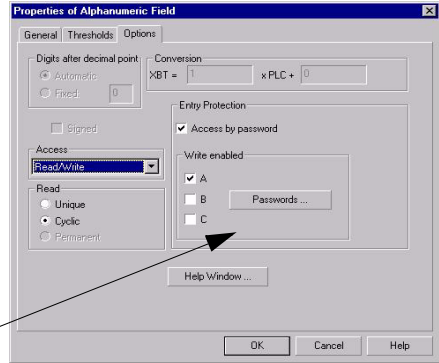 Properties of Alphanumeric Field
General Thresholds Options
Digits after decimal point
Automatic
Fixed: 0
Conversion
XBT = 1 x PLC + 0
Signed
Entry Protection
Access by password
Access
Read/Write
Write enabled
A
B
C
Passwords ...
Read
Unique
Cyclic
Permanent
Help Window ...
OK Cancel Help